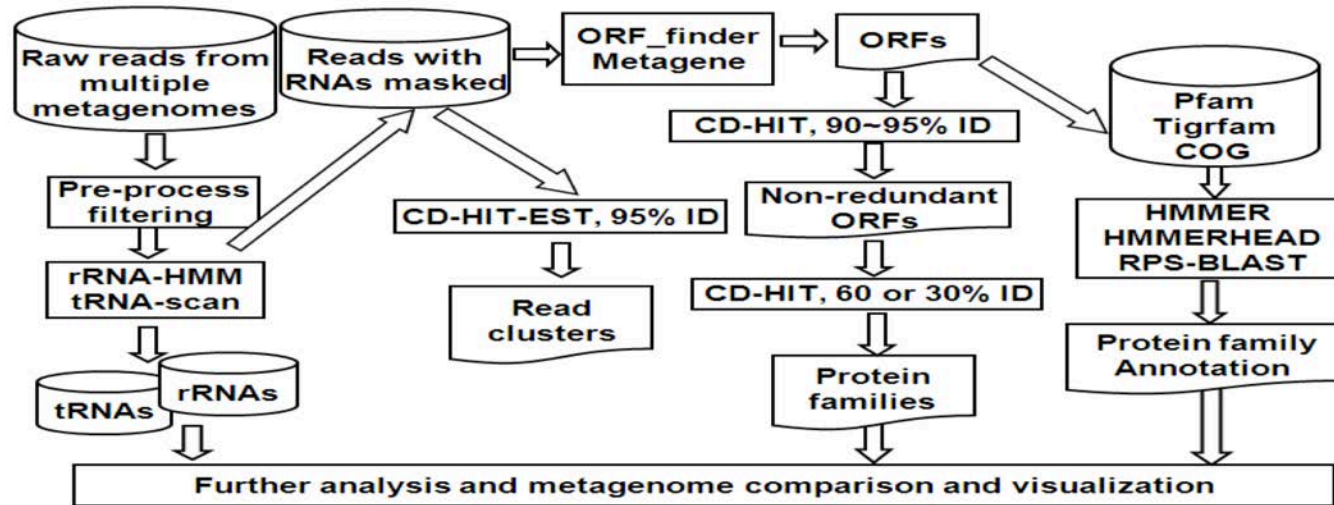 Raw reads from
multiple
metagenomes
Pre-process
filtering
rRNA-HMM
tRNA-scan
tRNAs
rRNAs
Reads with
RNAs masked
CD-HIT-EST, 95% ID
Read
clusters
ORF_finder
Metagene
ORFs
CD-HIT, 90~95% ID
Non-redundant
ORFs
CD-HIT, 60 or 30% ID
Protein
families
Pfam
Tigrfam
COG
HMMER
HMMERHEAD
RPS-BLAST
Protein family
Annotation
Further analysis and metagenome comparison and visualization